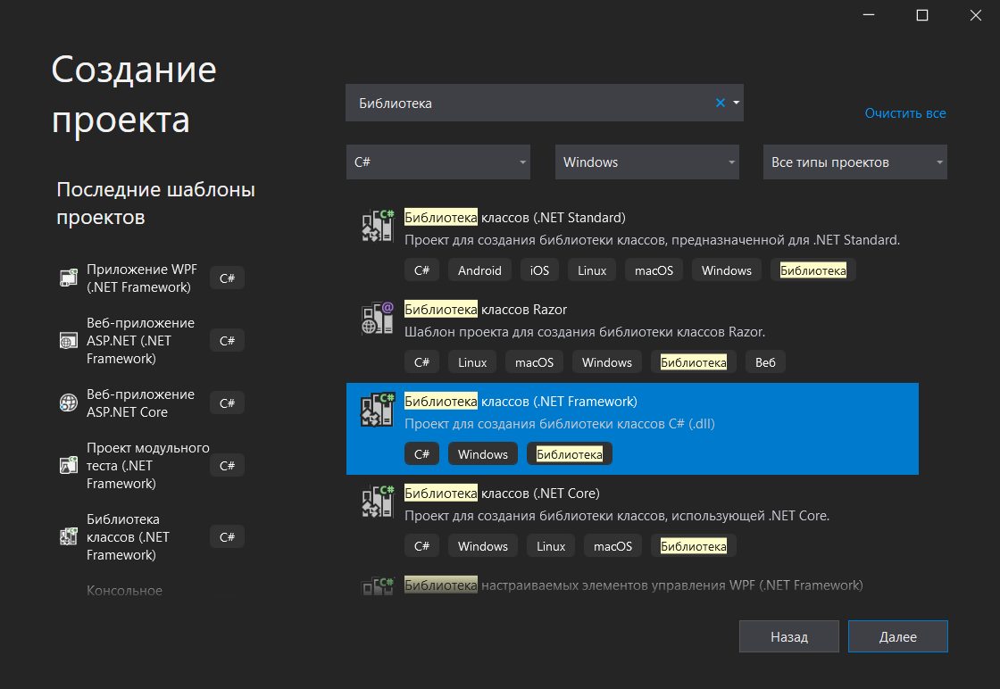 Создание
проекта
Последние шаблоны
проектов
Приложение WPF
(.NET Framework)
C#
Веб-приложение
ASP.NET (.NET
Framework)
C#
Веб-приложение
ASP.NET Core
C#
Проект модульного
теста (.NET
Framework)
C#
Библиотека
классов (.NET
Framework)
C#
Консольное
Библиотека
Очистить все
C# Windows Все типы проектов
Библиотека классов (.NET Standard)
Проект для создания библиотеки классов, предназначенной для .NET Standard.
C# Android iOS Linux macOS Windows Библиотека
Библиотека классов Razor
Шаблон проекта для создания библиотеки классов Razor.
C# Linux macOS Windows Библиотека Веб
Библиотека классов (.NET Framework)
Проект для создания библиотеки классов C# (.dll)
C# Windows Библиотека
Библиотека классов (.NET Core)
Проект для создания библиотеки классов, использующей .NET Core.
C# Windows Linux macOS Библиотека
Библиотека настраиваемых элементов управления WPF (.NET Framework)
Назад Далее